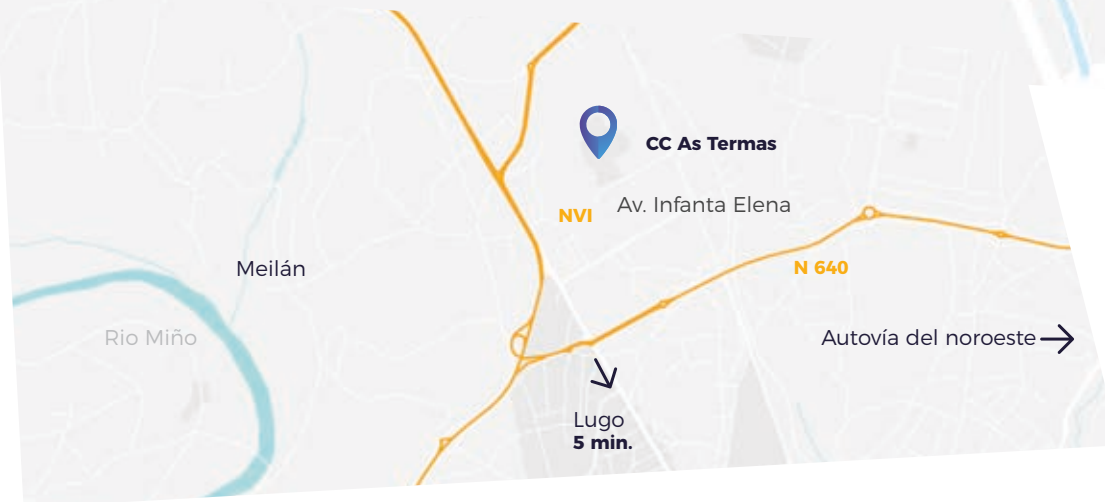 CC As Termas
Av. Infanta Elena
NVI
Meilán
N 640
Rio Miño
Autovía del noroeste
Lugo
5 min.